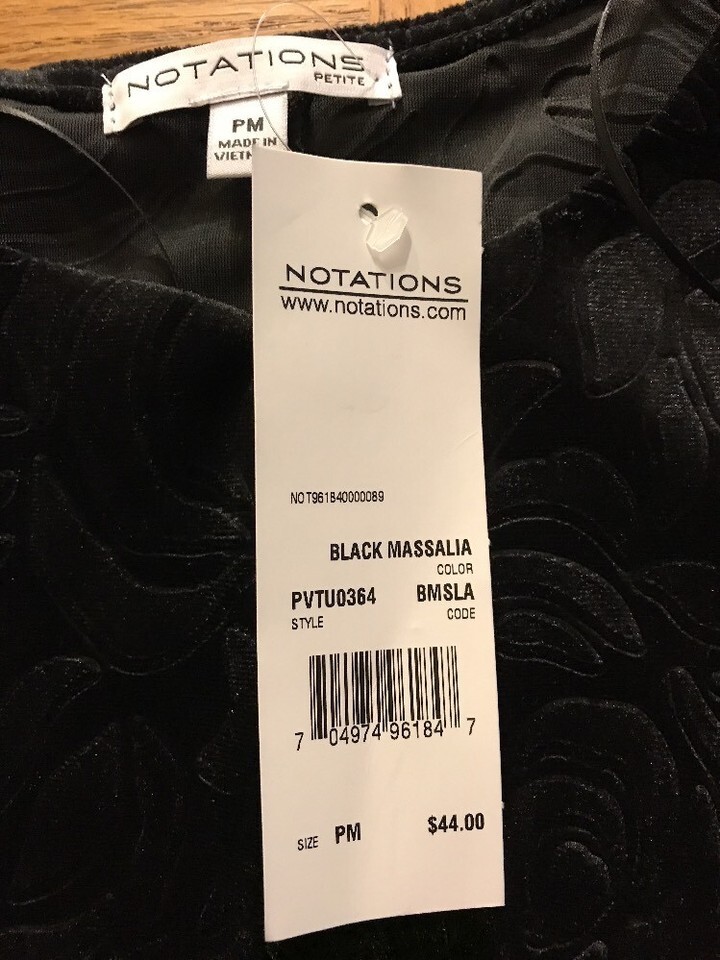 NOTATIONS
PETITE
PM
MADE IN
NOTATIONS
www.notations.com
NOT961840000089
BLACK MASSALIA
COLOR
PVTU0364 BMSLA
STYLE CODE
7 04974 96184 7
SIZE PM $44.00